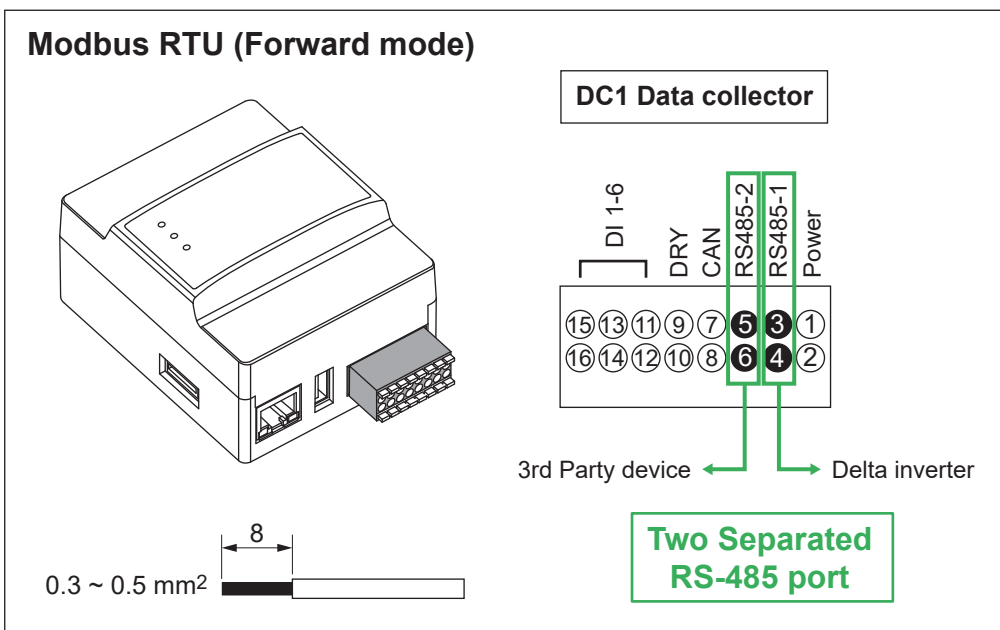 Modbus RTU (Forward mode)
DC1 Data collector
DI 1-6
DRY
CAN
RS485-2
RS485-1
Power
15 13 11 9 7 5 3 1
16 14 12 10 8 6 4 2
3rd Party device
Delta inverter
8
0.3 ~ 0.5 mm²
Two Separated
RS-485 port